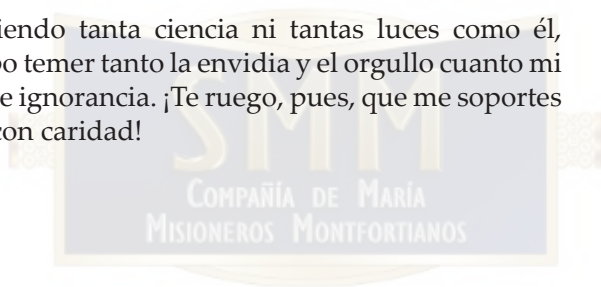 iendo tanta ciencia ni tantas luces como él,
o temer tanto la envidia y el orgullo cuanto mi
e ignorancia. ¡Te ruego, pues, que me soportes
con caridad!
SMM
COMPAÑÍA DE MARÍA
MISIONEROS MONTFORTIANOS